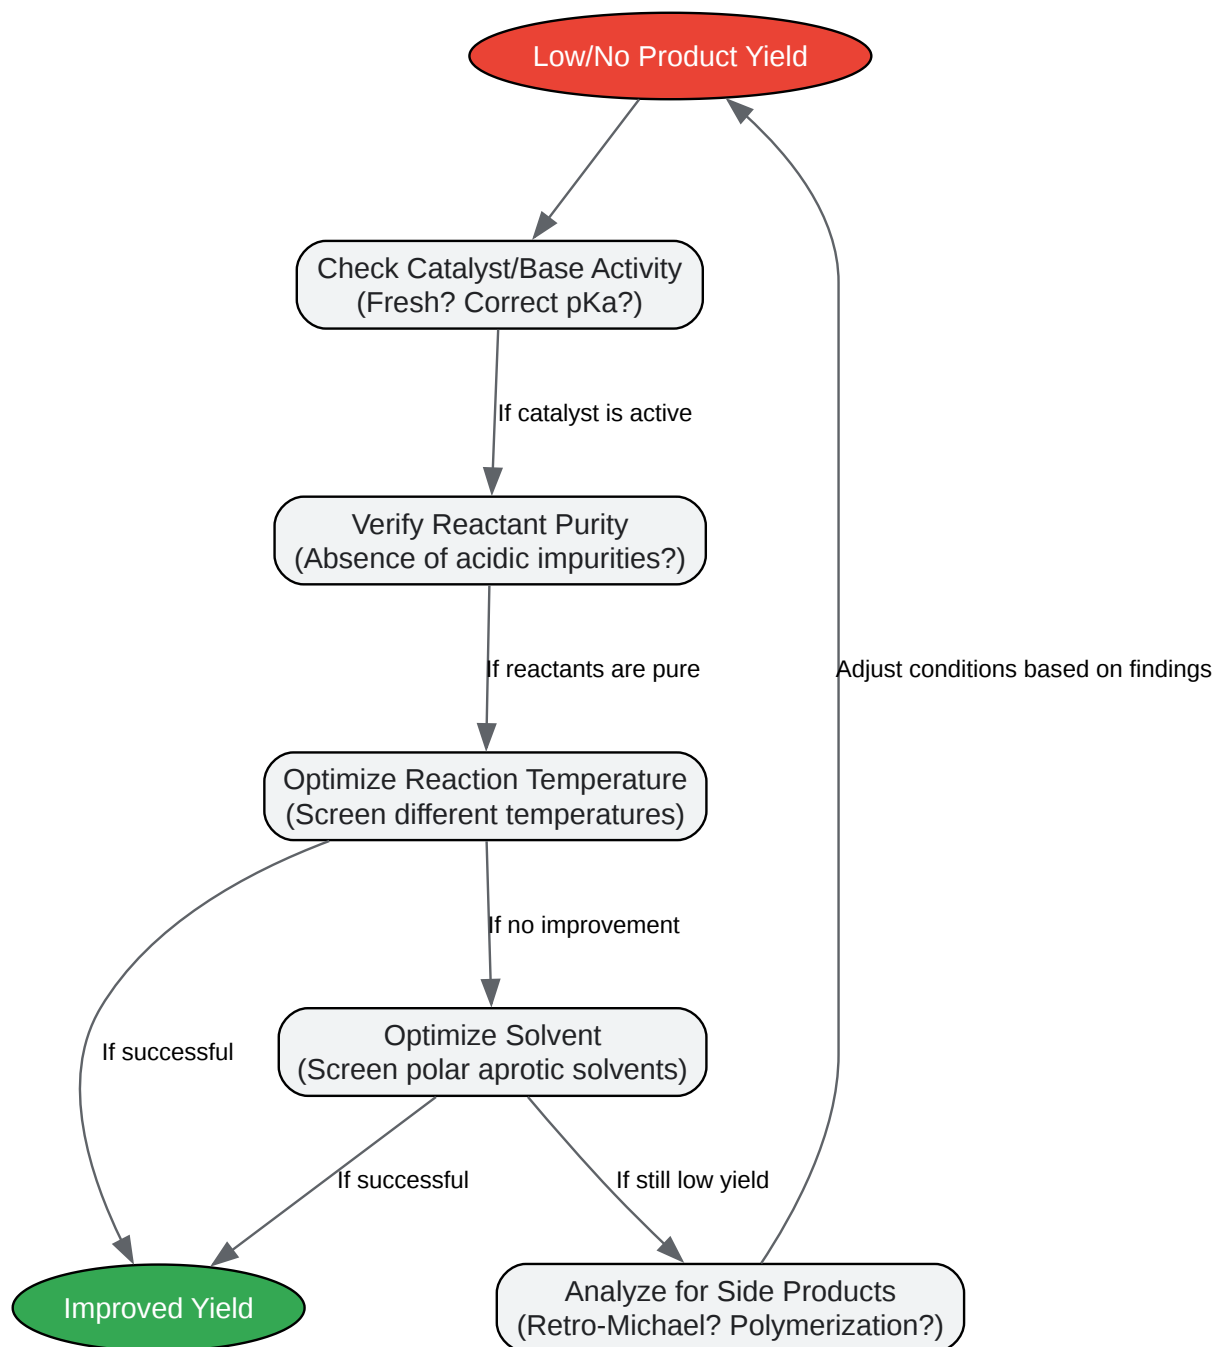 Low/No Product Yield
Check Catalyst/Base Activity
(Fresh? Correct pKa?)
If catalyst is active
Verify Reactant Purity
(Absence of acidic impurities?)
If reactants are pure
Adjust conditions based on findings
Optimize Reaction Temperature
(Screen different temperatures)
If no improvement
Optimize Solvent
(Screen polar aprotic solvents)
If successful
If successful
If still low yield
Improved Yield
Analyze for Side Products
(Retro-Michael? Polymerization?)